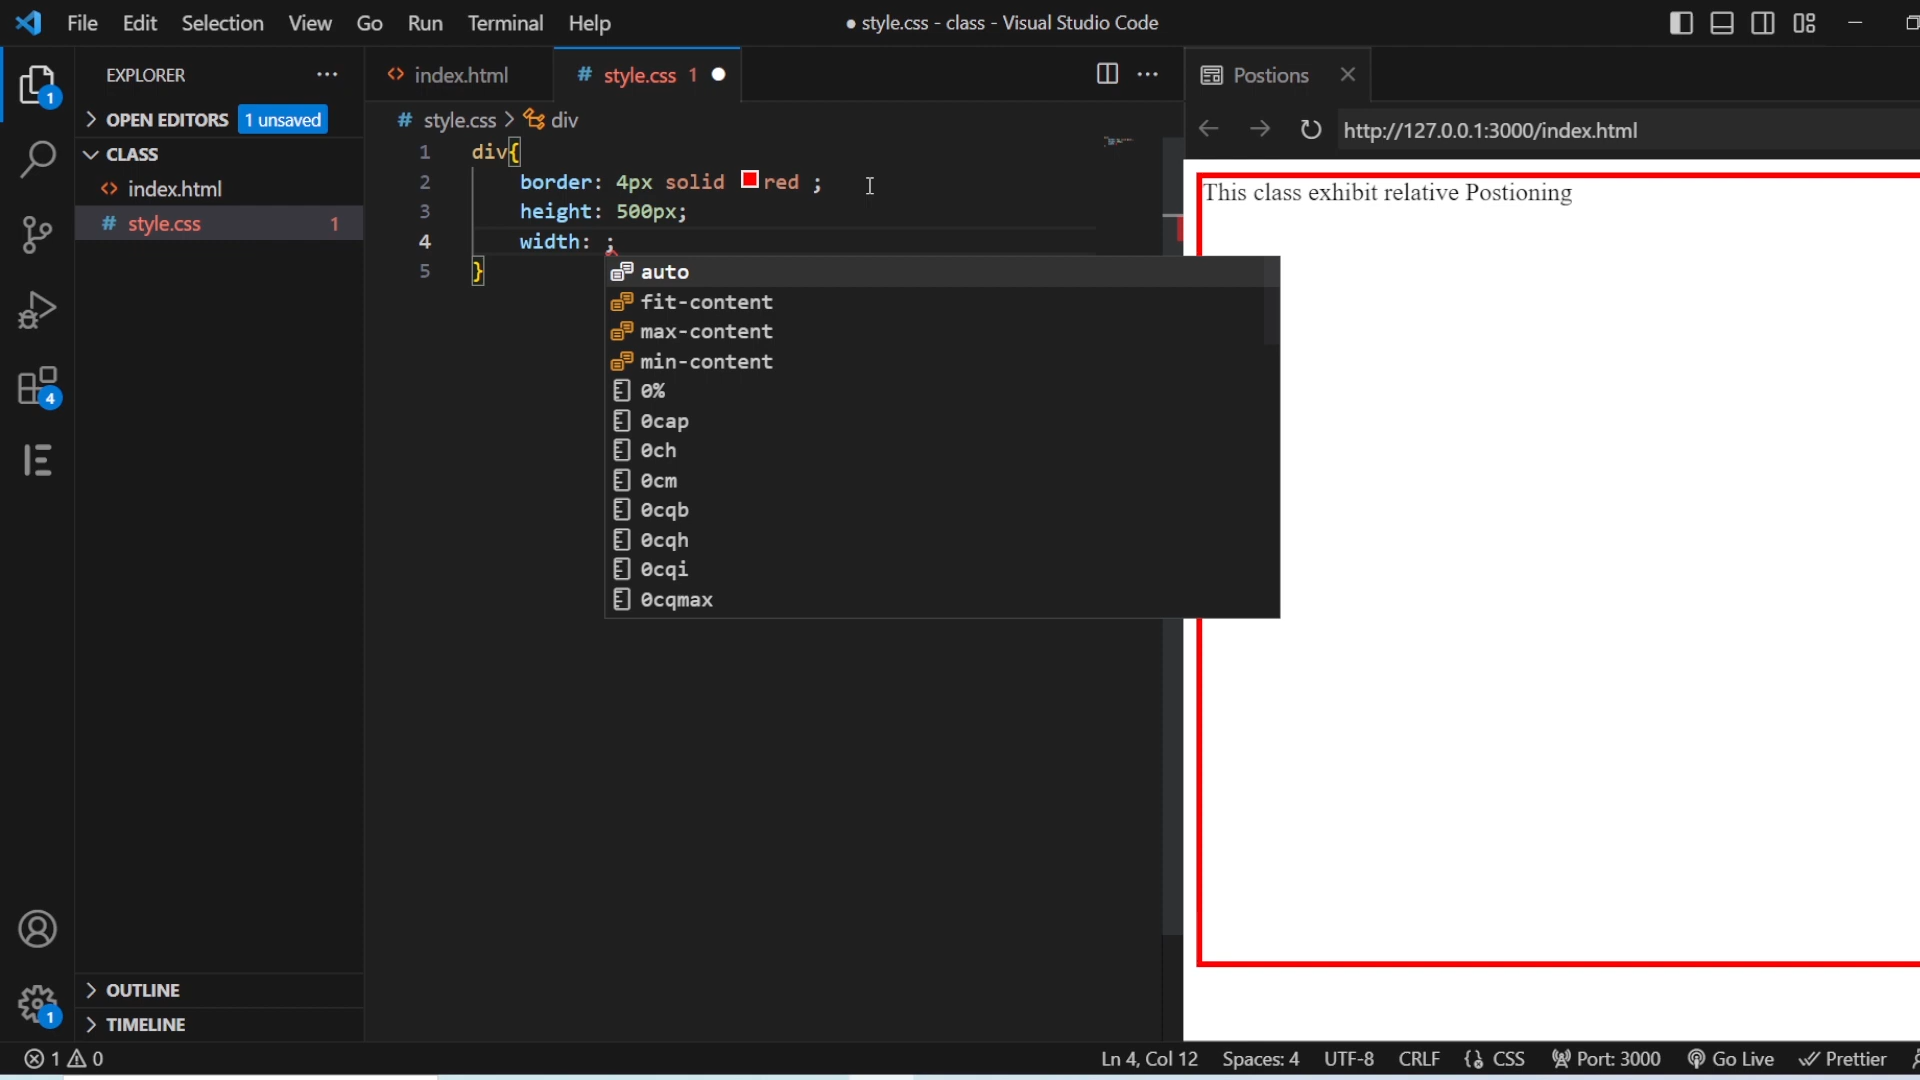 File Edit Selection View Go Run Terminal Help
● style.css - class - Visual Studio Code
EXPLORER
OPEN EDITORS 1 unsaved
CLASS
index.html
# style.css 1
OUTLINE
TIMELINE
1
4
1
index.html
# style.css 1
# style.css > div
1 div{
2 border: 4px solid red ;
3 height: 500px;
4 width: ;
5 }
auto
fit-content
max-content
min-content
0%
0cap
0ch
0cm
0cqb
0cqh
0cqi
0cqmax
Postions
http://127.0.0.1:3000/index.html
This class exhibit relative Postioning
1 0
Ln 4, Col 12 Spaces: 4 UTF-8 CRLF CSS Port: 3000 Go Live Prettier